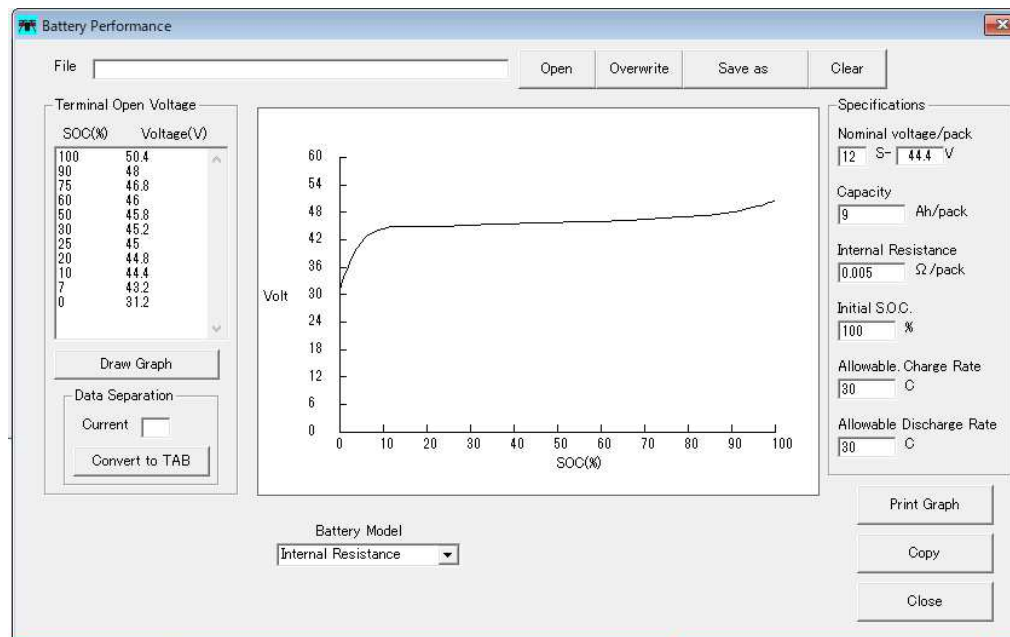 Battery Performance
File
Open
Overwrite
Save as
Clear
Terminal Open Voltage
SOC(%) Voltage(V)
100 50.4
90 48
75 46.8
60 46
50 45.8
30 45.2
25 45
20 44.8
10 44.4
7 43.2
0 31.2
Draw Graph
Data Separation
Current
Convert to TAB
60
54
48
42
36
30
24
18
12
6
0
Volt
0 10 20 30 40 50 60 70 80 90 100
SOC(%)
Battery Model
Internal Resistance
Specifications
Nominal voltage/pack
12 S- 44.4 V
Capacity
9 Ah/pack
Internal Resistance
0.005 Ω/pack
Initial S.O.C.
100 %
Allowable. Charge Rate
30 C
Allowable Discharge Rate
30 C
Print Graph
Copy
Close